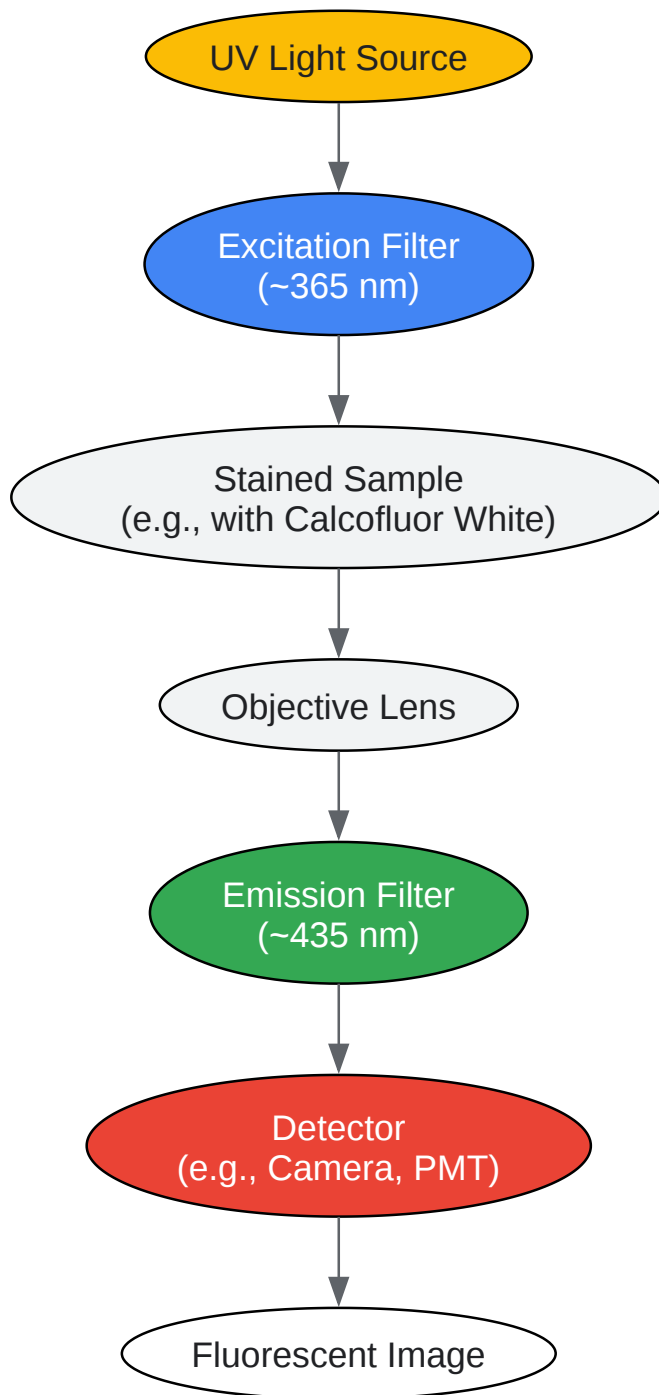 UV Light Source
Excitation Filter
(~365 nm)
Stained Sample
(e.g., with Calcofluor White)
Objective Lens
Emission Filter
(~435 nm)
Detector
(e.g., Camera, PMT)
Fluorescent Image